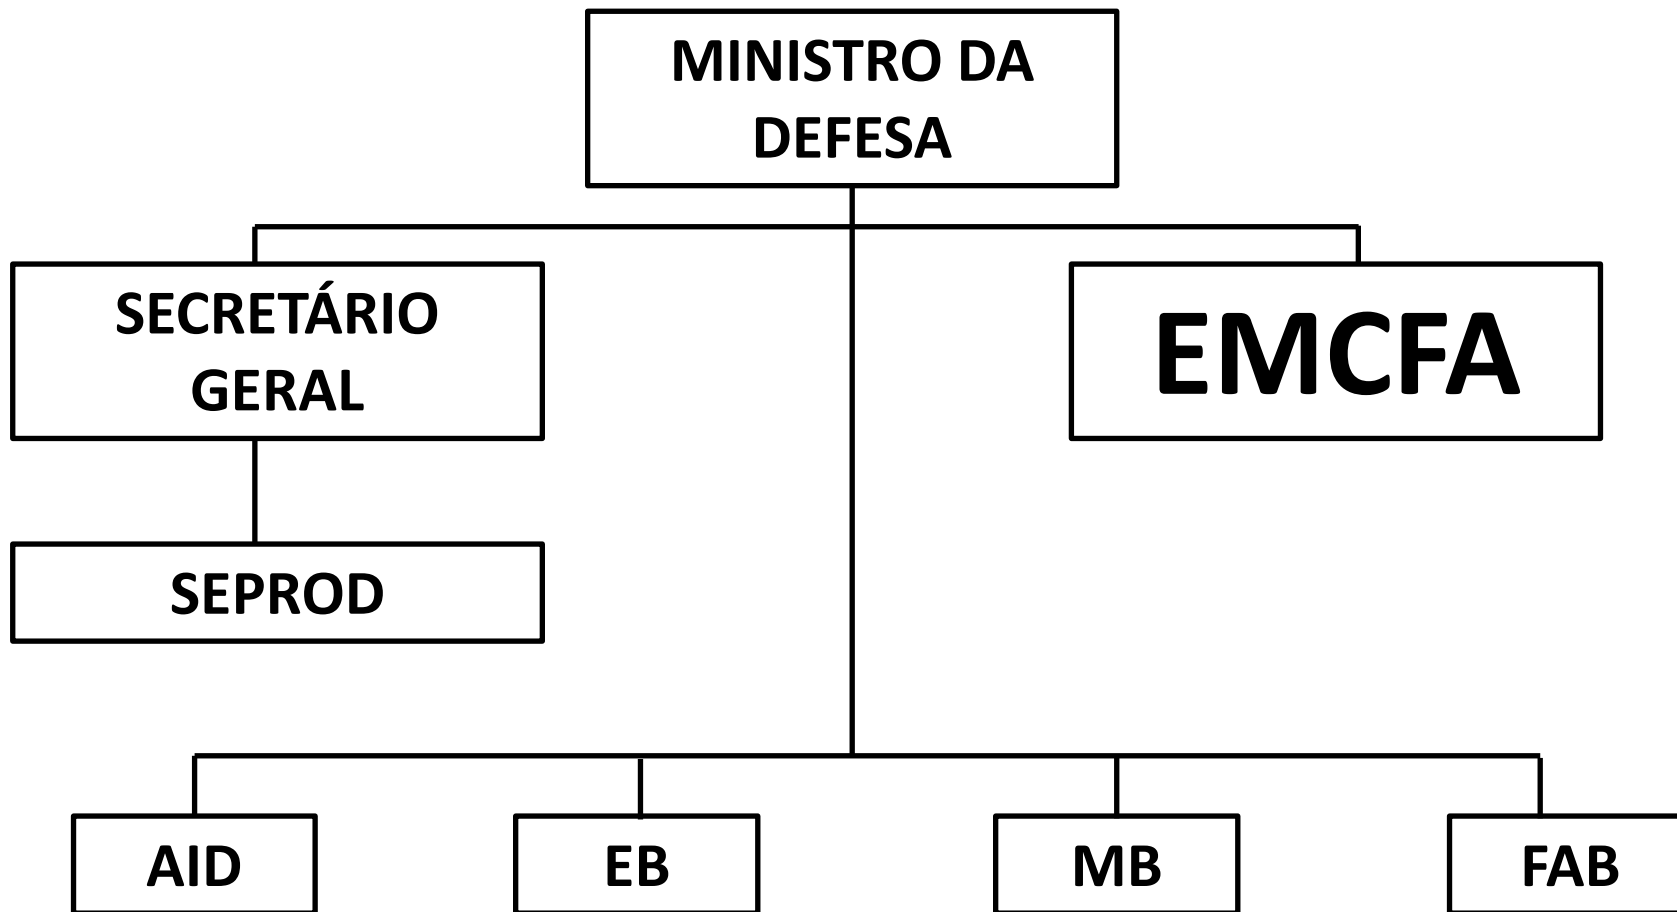 MINISTRO DA
DEFESA
SECRETÁRIO
GERAL
EMCFA
SEPROD
AID
EB
MB
FAB